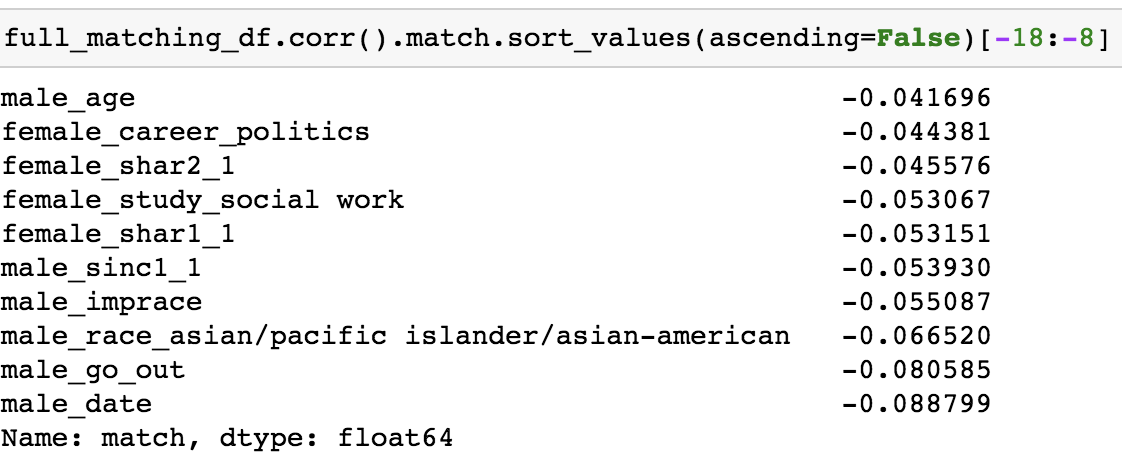 full_matching_df.corr().match.sort_values(ascending=False)[-18:-8]
male_age -0.041696
female_career_politics -0.044381
female_shar2_1 -0.045576
female_study_social work -0.053067
female_shar1_1 -0.053151
male_sinc1_1 -0.053930
male_imprace -0.055087
male_race_asian/pacific islander/asian-american -0.066520
male_go_out -0.080585
male_date -0.088799
Name: match, dtype: float64